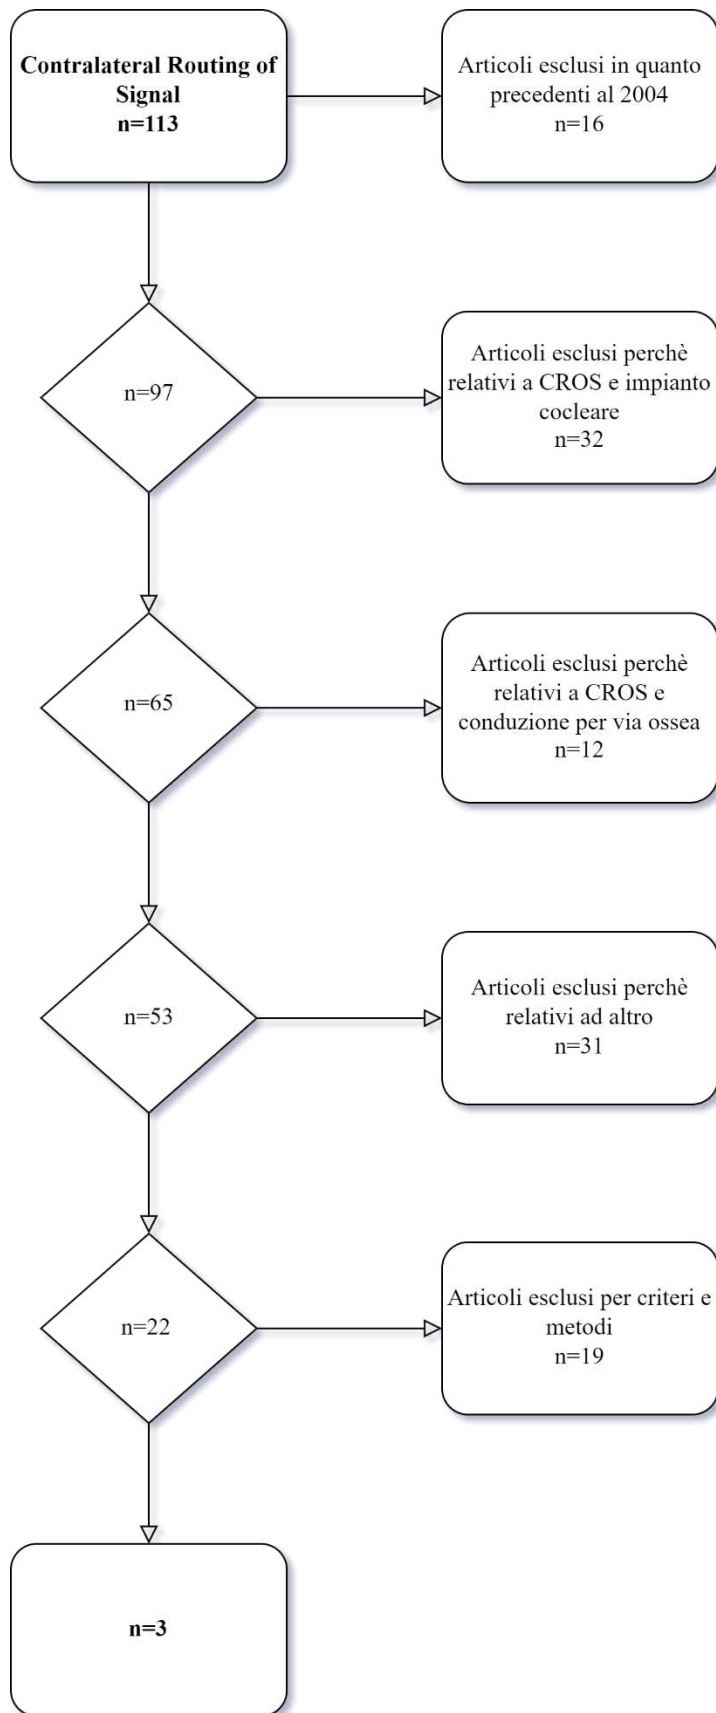 Contralateral Routing of
Signal
n=113
Articoli esclusi in quanto
precedenti al 2004
n=16
n=97
Articoli esclusi perchè
relativi a CROS e impianto
cocleare
n=32
n=65
Articoli esclusi perchè
relativi a CROS e
conduzione per via ossea
n=12
n=53
Articoli esclusi perchè
relativi ad altro
n=31
n=22
Articoli esclusi per criteri e
metodi
n=19
n=3